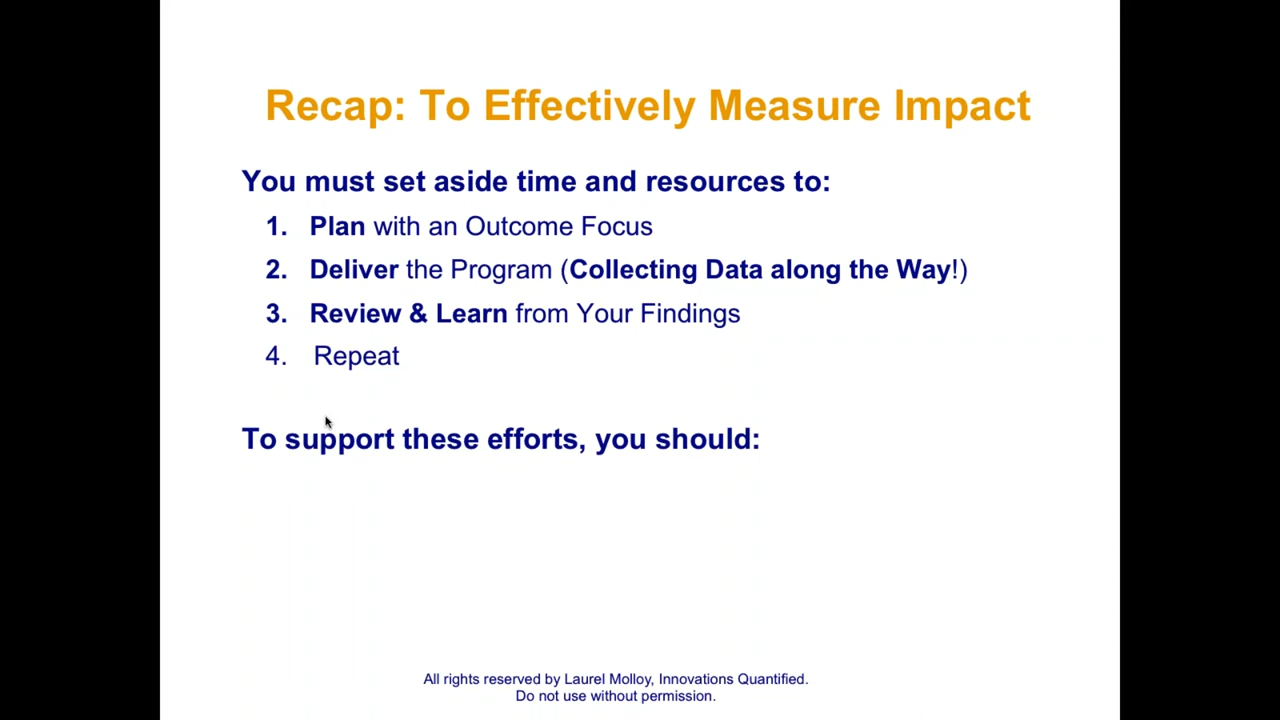 Recap: To Effectively Measure Impact
You must set aside time and resources to:
1. Plan with an Outcome Focus
2. Deliver the Program (Collecting Data along the Way!)
3. Review & Learn from Your Findings
4. Repeat
To support these efforts, you should:
All rights reserved by Laurel Molloy, Innovations Quantified.
Do not use without permission.